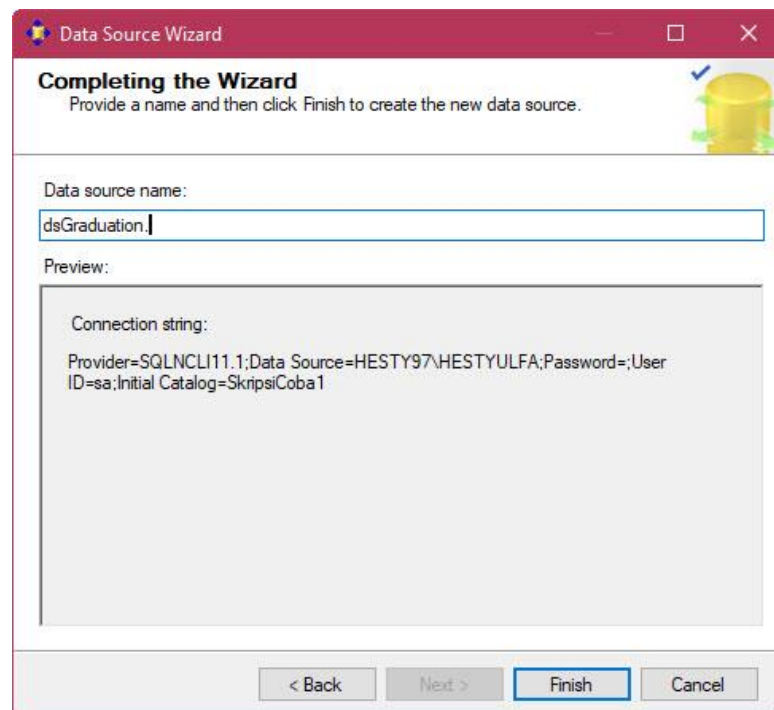 Data Source Wizard
Completing the Wizard
Provide a name and then click Finish to create the new data source.
Data source name:
dsGraduation.
Preview:
Connection string:
Provider=SQLNCLI11.1;Data Source=HESTY97\HESTYULFA;Password=;User
ID=sa;Initial Catalog=SkripsiCoba1
< Back
Next >
Finish
Cancel